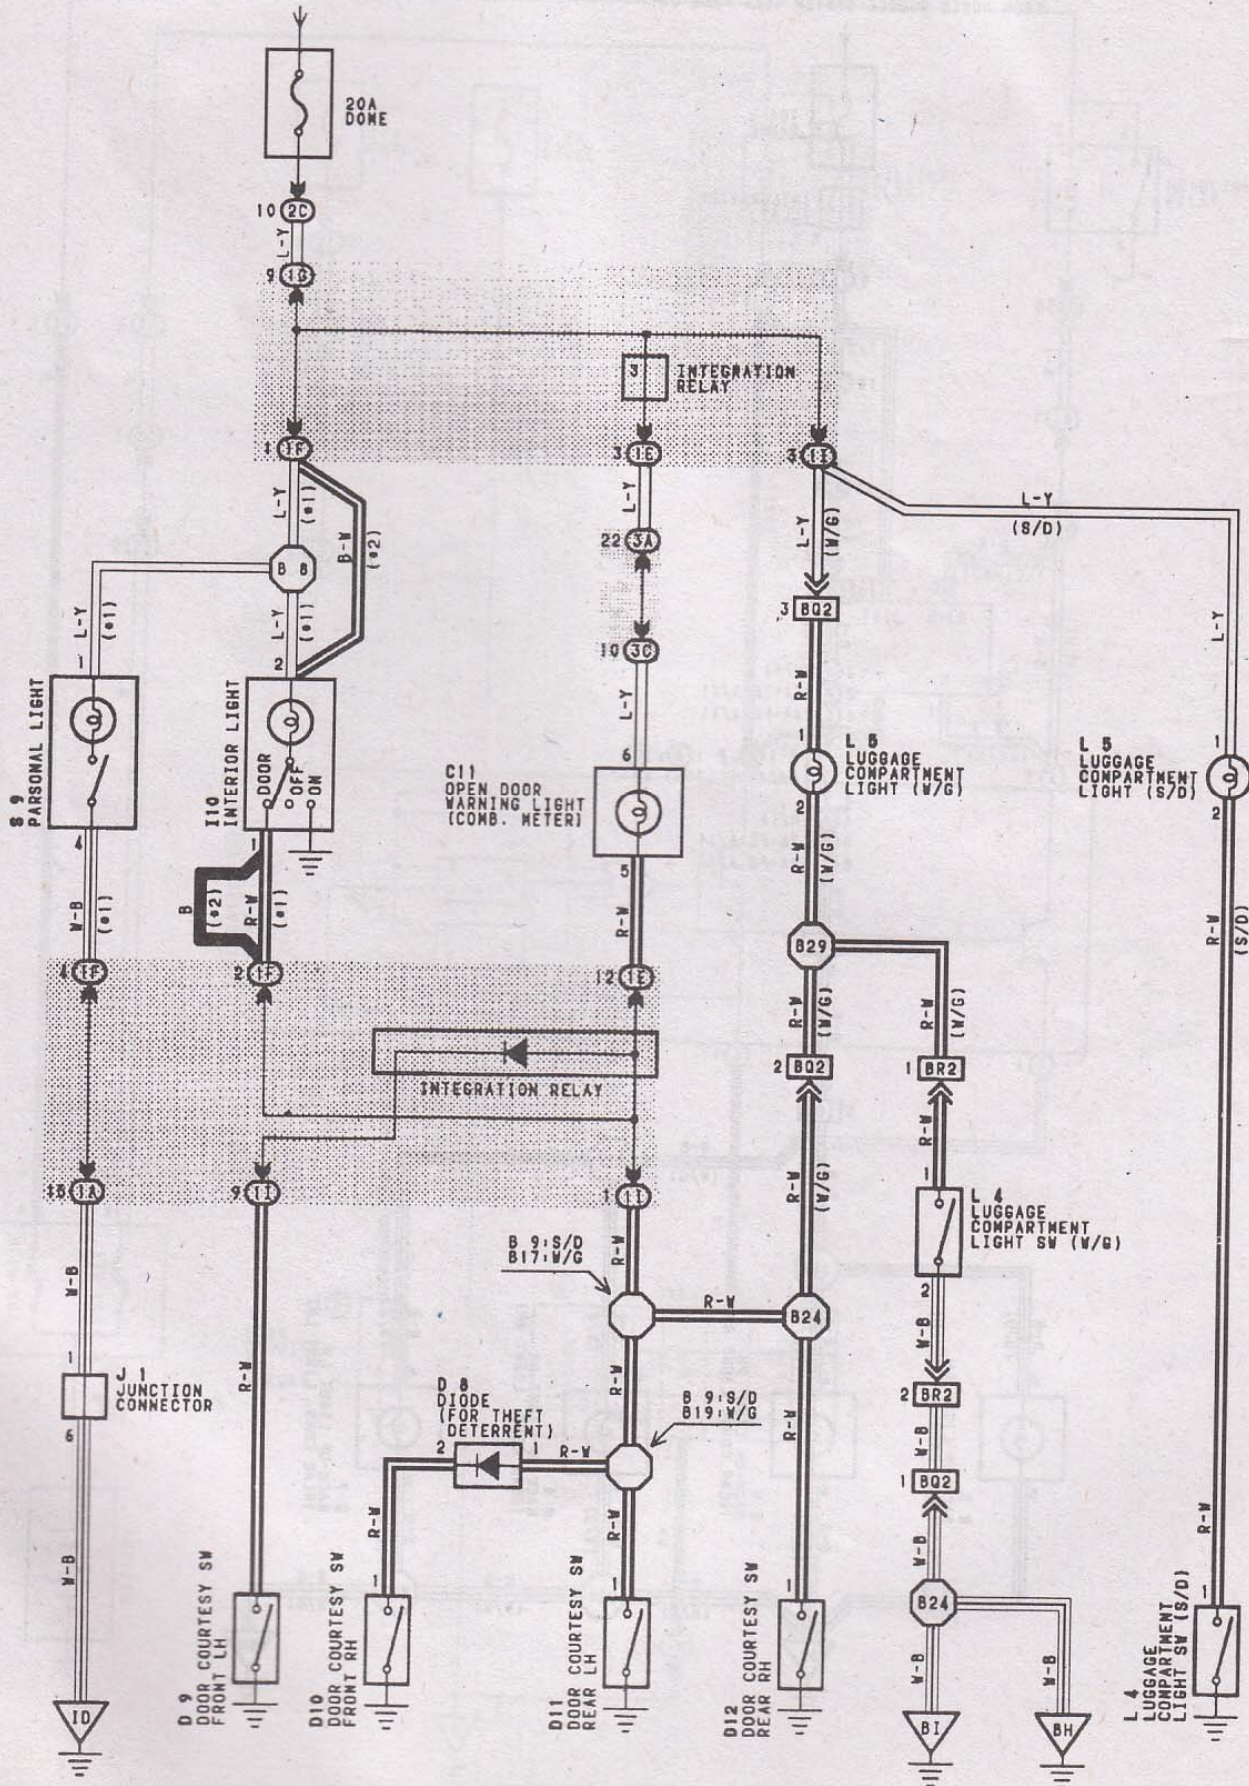 20A
DOME
10 2C
L-Y
9 1G
3
INTEGRATION
RELAY
1 1F
3 1E
3 1I
L-Y
(*1)
B-W
(*2)
L-Y
22 3A
L-Y
(W/G)
L-Y
(S/D)
B 8
L-Y
(*1)
L-Y
(*1)
3 BQ2
10 3C
L-Y
R-W
L-Y
1
2
6
1
1
S 9
PARSONAL LIGHT
I10
INTERIOR LIGHT
DOOR
OFF
ON
C11
OPEN DOOR
WARNING LIGHT
(COMB. METER)
L 5
LUGGAGE
COMPARTMENT
LIGHT (W/G)
L 5
LUGGAGE
COMPARTMENT
LIGHT (S/D)
4
1
5
2
2
W-B
(*1)
B
(*2)
R-W
(*1)
R-W
R-W
(W/G)
R-W
(S/D)
B29
4 1F
2 1F
12 1E
R-W
(W/G)
R-W
(W/G)
2 BQ2
1 BR2
INTEGRATION RELAY
R-W
R-W
(W/G)
15 1A
9 1I
1 1I
1
L 4
LUGGAGE
COMPARTMENT
LIGHT SW (W/G)
2
B 9:S/D
B17:W/G
R-W
W-B
R-W
B24
W-B
1
J 1
JUNCTION
CONNECTOR
6
R-W
R-W
2 BR2
B 9:S/D
B19:W/G
D 8
DIODE
(FOR THEFT
DETERRENT)
2
1
R-W
R-W
W-B
1 BQ2
R-W
R-W
W-B
R-W
W-B
1
1
1
1
B24
D 9
DOOR COURTESY SW
FRONT LH
D10
DOOR COURTESY SW
FRONT RH
D11
DOOR COURTESY SW
REAR LH
D12
DOOR COURTESY SW
REAR RH
W-B
W-B
L 4
LUGGAGE
COMPARTMENT
LIGHT SW (S/D)
ID
BI
BH